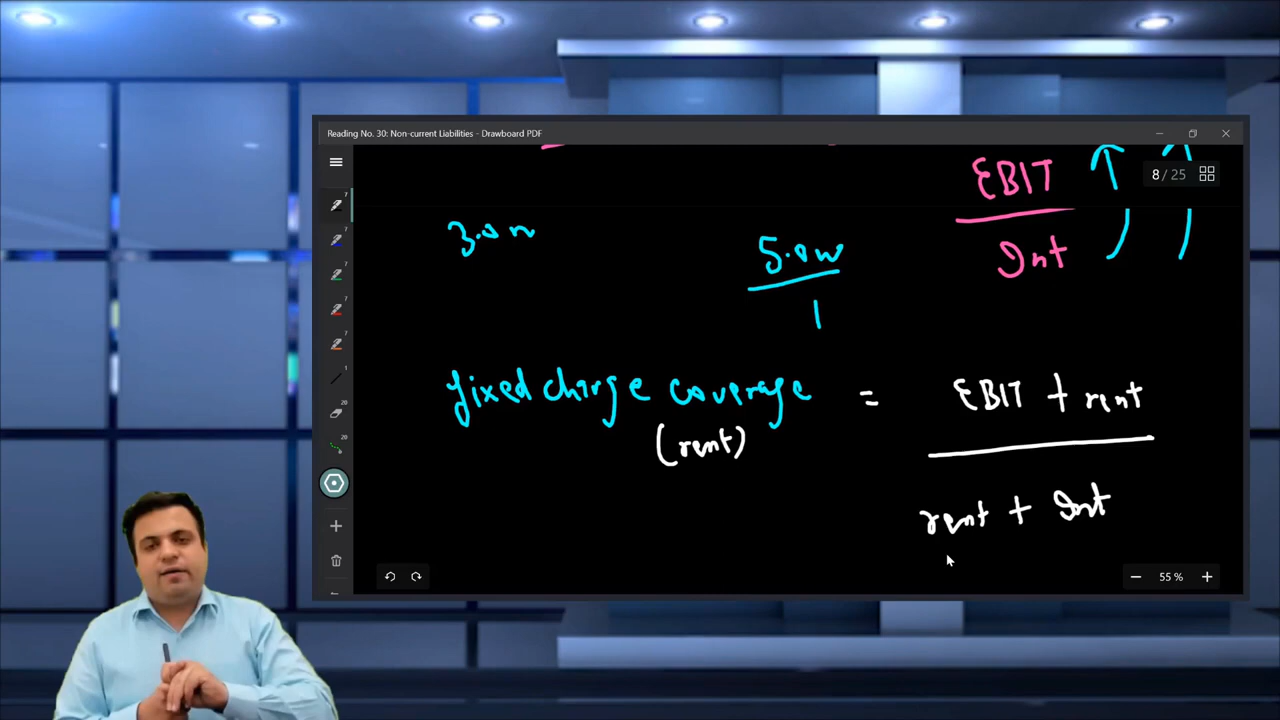 Reading No. 30: Non-current Liabilities - Drawboard PDF
8 / 25
EBIT
Int
5.0
1
fixed charge coverage = EBIT + rent
(rent)
rent + Int
55 %